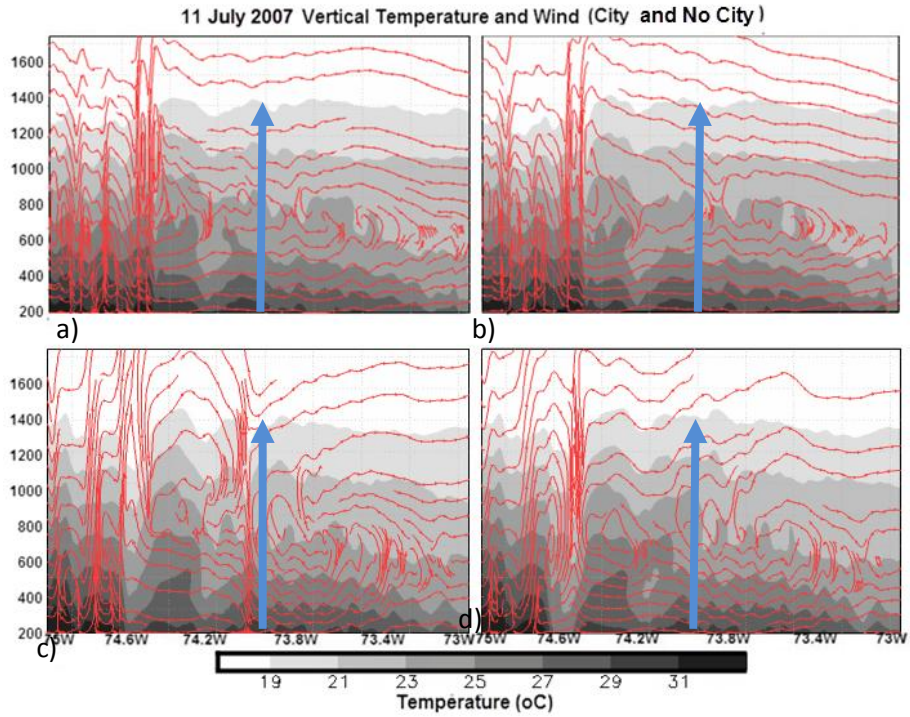 11 July 2007 Vertical Temperature and Wind (City and No City)
1600
1400
1200
1000
800
600
400
200
a)
b)
1600
1400
1200
1000
800
600
400
200
75W 74.6W 74.2W 73.8W 73.4W 73W
c)
d)
75W 74.6W 74.2W 73.8W 73.4W 73W
19 21 23 25 27 29 31
Temperature (oC)